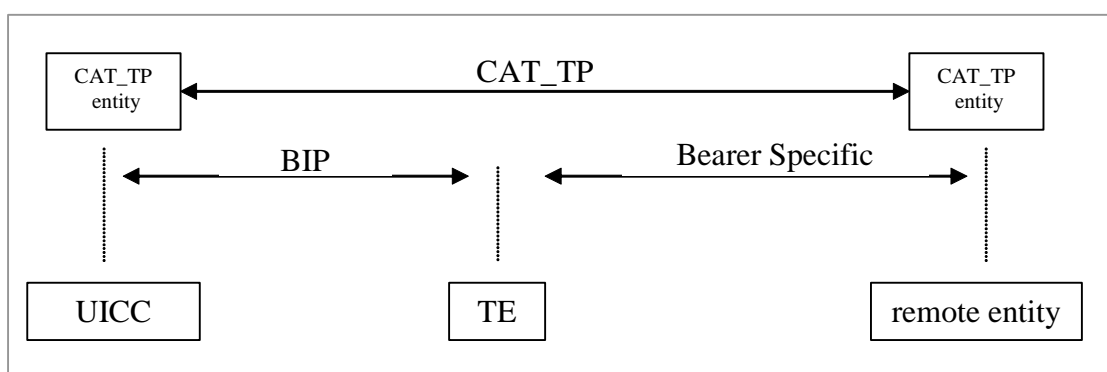 CAT_TP
entity
CAT_TP
CAT_TP
entity
BIP
Bearer Specific
UICC
TE
remote entity